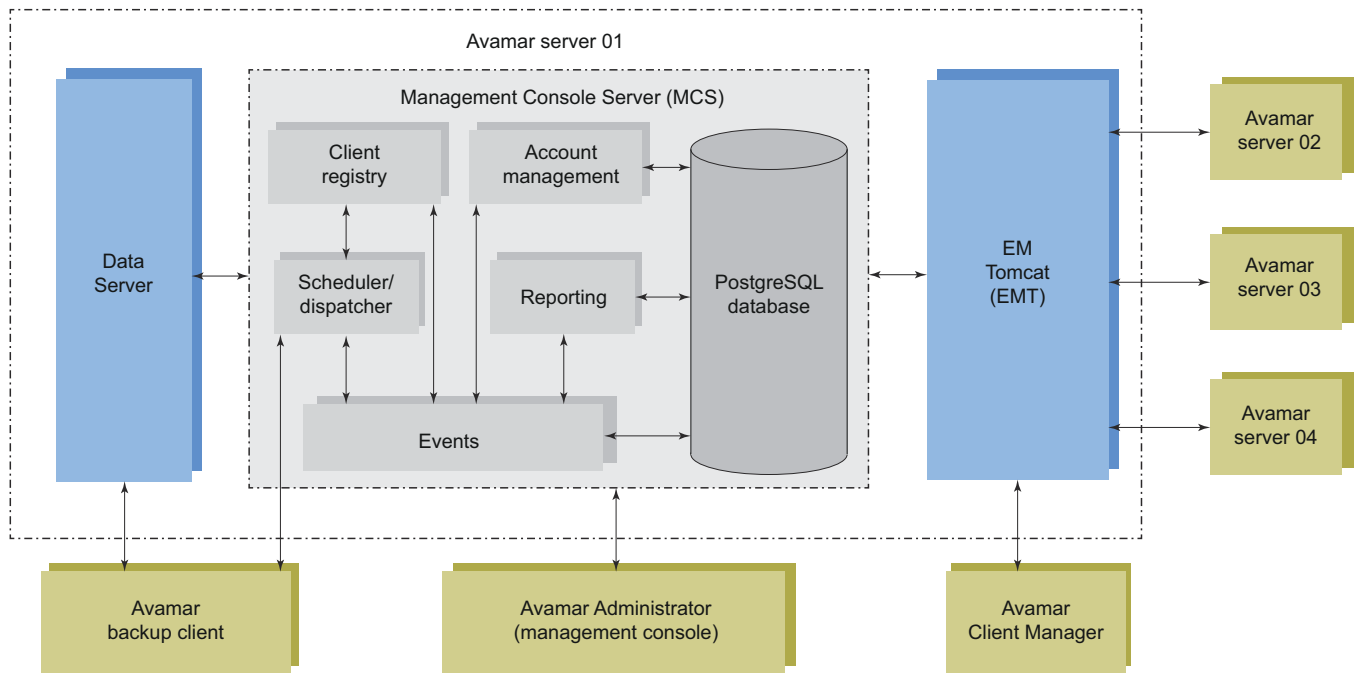 Avamar server 01
Management Console Server (MCS)
Client
registry
Account
management
Avamar
server 02
Data
Server
Scheduler/
dispatcher
Reporting
PostgreSQL
database
EM
Tomcat
(EMT)
Avamar
server 03
Events
Avamar
server 04
Avamar
backup client
Avamar Administrator
(management console)
Avamar
Client Manager